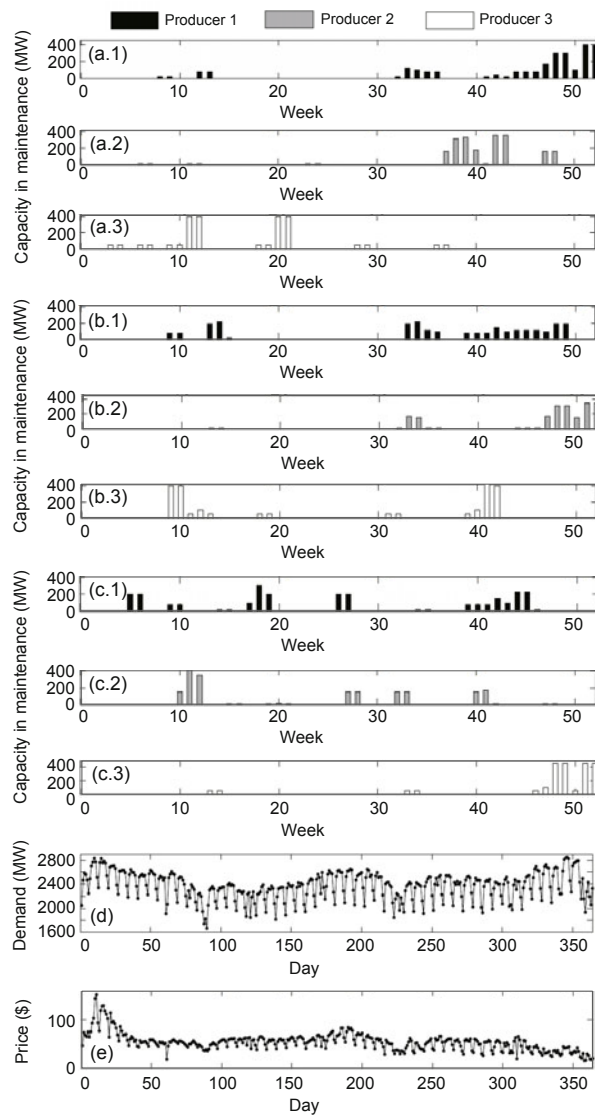 Producer 1 Producer 2 Producer 3
Capacity in maintenance (MW)
400
200
0
(a.1)
0 10 20 30 40 50
Week
400
200
0
(a.2)
0 10 20 30 40 50
Week
400
200
0
(a.3)
0 10 20 30 40 50
Week
Capacity in maintenance (MW)
400
200
0
(b.1)
0 10 20 30 40 50
Week
400
200
0
(b.2)
0 10 20 30 40 50
Week
400
200
0
(b.3)
0 10 20 30 40 50
Week
Capacity in maintenance (MW)
400
200
0
(c.1)
0 10 20 30 40 50
Week
400
200
0
(c.2)
0 10 20 30 40 50
Week
400
200
0
(c.3)
0 10 20 30 40 50
Week
Demand (MW)
2800
2400
2000
1600
(d)
0 50 100 150 200 250 300 350
Day
Price ($)
100
0
(e)
0 50 100 150 200 250 300 350
Day